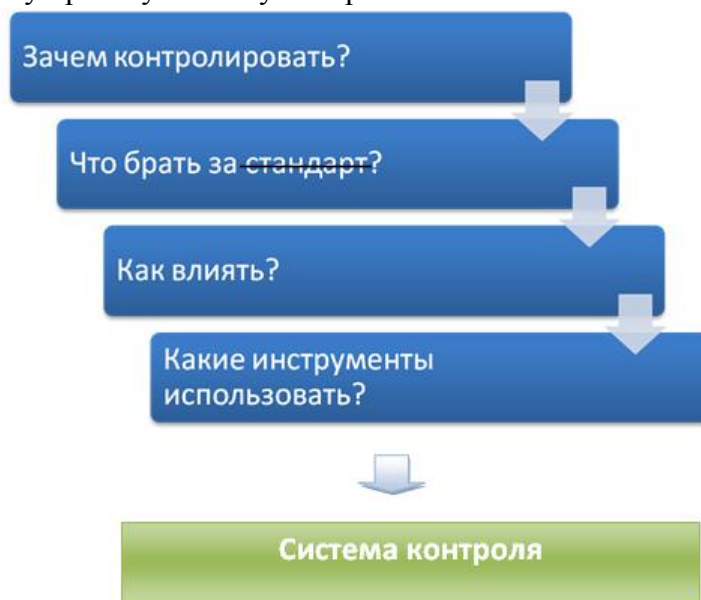 Зачем контролировать?
Что брать за стандарт?
Как влиять?
Какие инструменты
использовать?
Система контроля